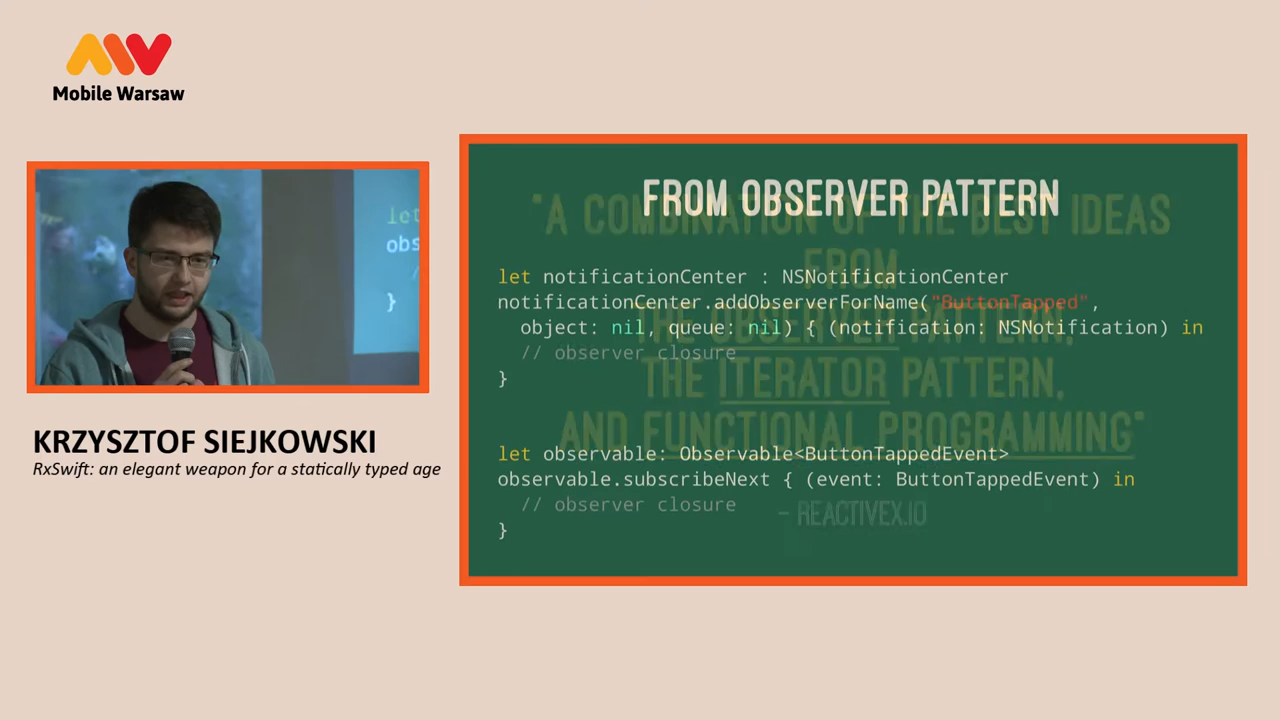 Mobile Warsaw
let
obs
/
}
KRZYSZTOF SIEJKOWSKI
RxSwift: an elegant weapon for a statically typed age
FROM OBSERVER PATTERN
let notificationCenter : NSNotificationCenter
notificationCenter.addObserverForName("ButtonTapped",
object: nil, queue: nil) { (notification: NSNotification) in
// observer closure
}
let observable: Observable<ButtonTappedEvent>
observable.subscribeNext { (event: ButtonTappedEvent) in
// observer closure
}
"A COMBINATION OF THE BEST IDEAS
FROM
THE OBSERVER PATTERN,
THE ITERATOR PATTERN,
AND FUNCTIONAL PROGRAMMING"
– REACTIVEX.IO